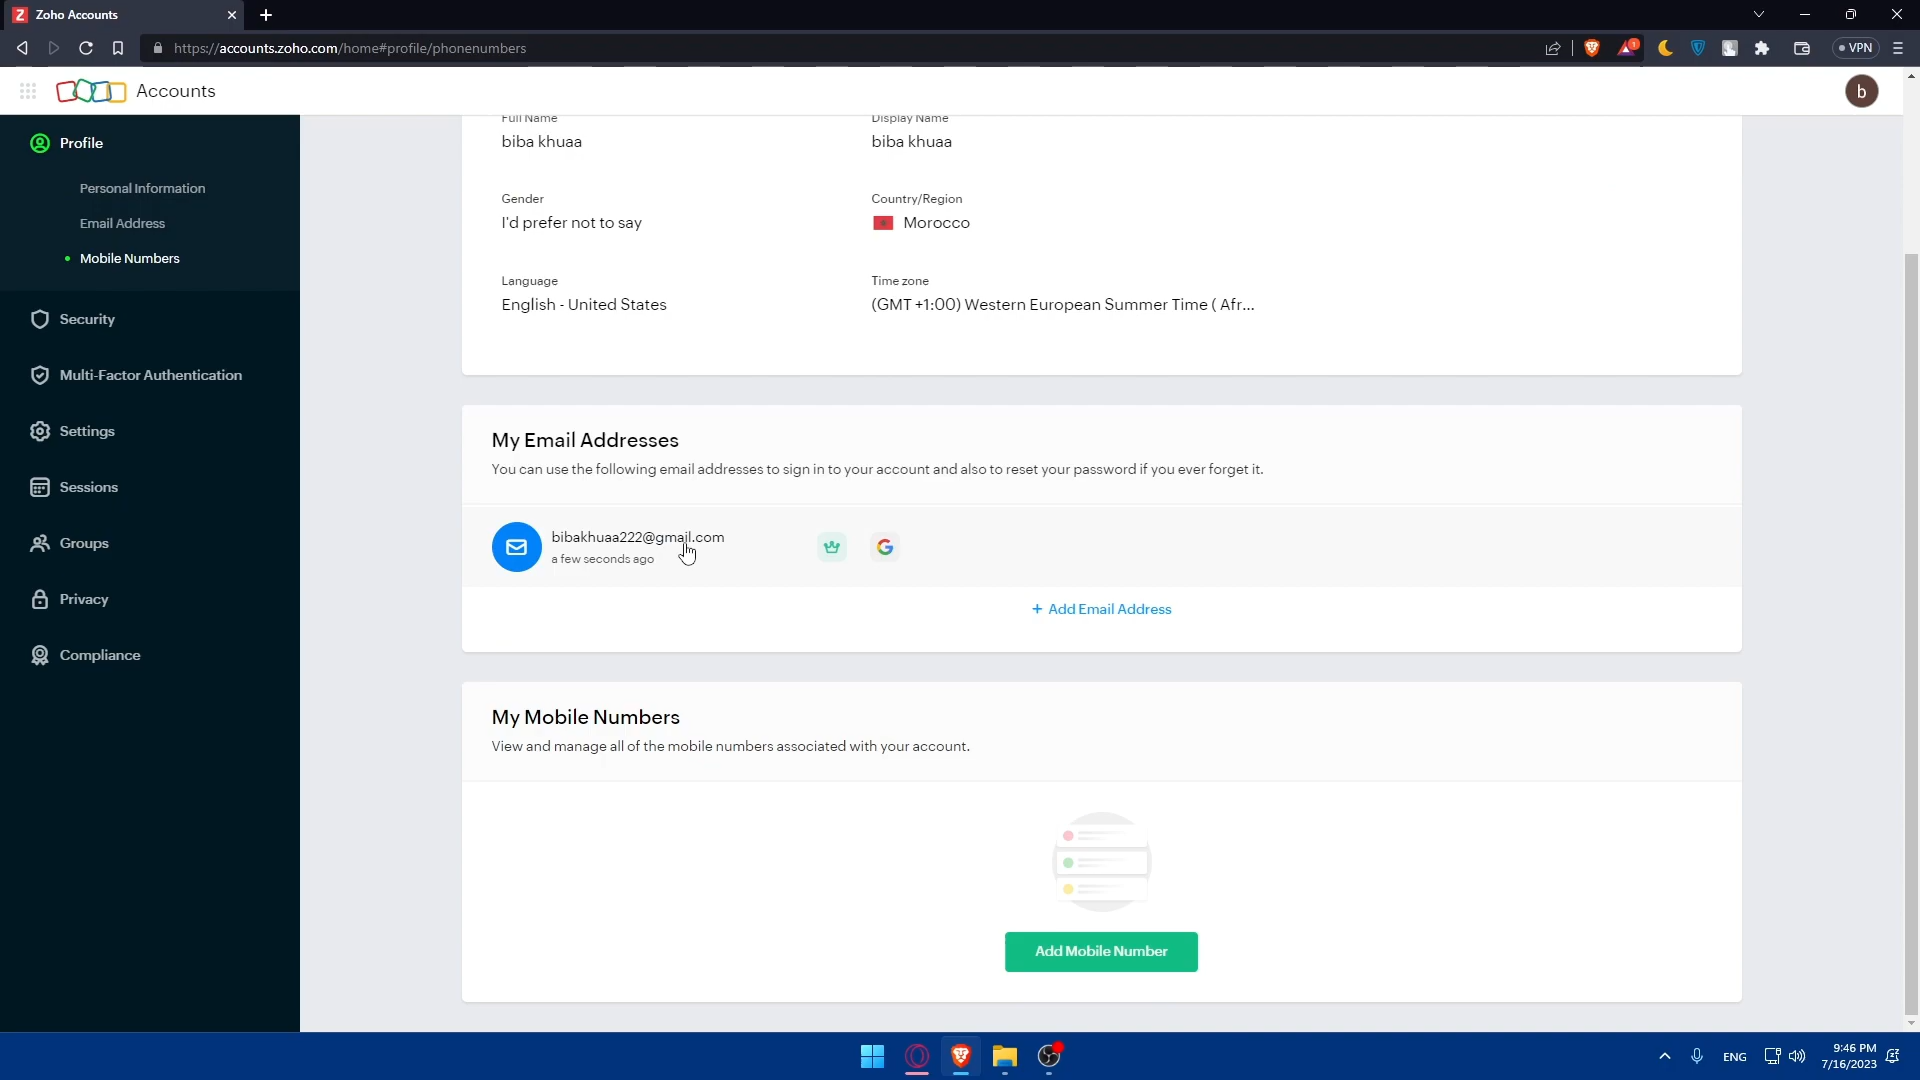 Zoho Accounts
https://accounts.zoho.com/home#profile/phonenumbers
1
VPN
Accounts
b
Profile
Personal Information
Email Address
Mobile Numbers
Security
Multi-Factor Authentication
Settings
Sessions
Groups
Privacy
Compliance
Full Name
Display Name
biba khuaa
biba khuaa
Gender
Country/Region
I'd prefer not to say
Morocco
Language
Time zone
English - United States
(GMT +1:00) Western European Summer Time ( Afr...
My Email Addresses
You can use the following email addresses to sign in to your account and also to reset your password if you ever forget it.
bibakhuaa222@gmail.com
a few seconds ago
+ Add Email Address
My Mobile Numbers
View and manage all of the mobile numbers associated with your account.
Add Mobile Number
ENG
9:46 PM
7/16/2023